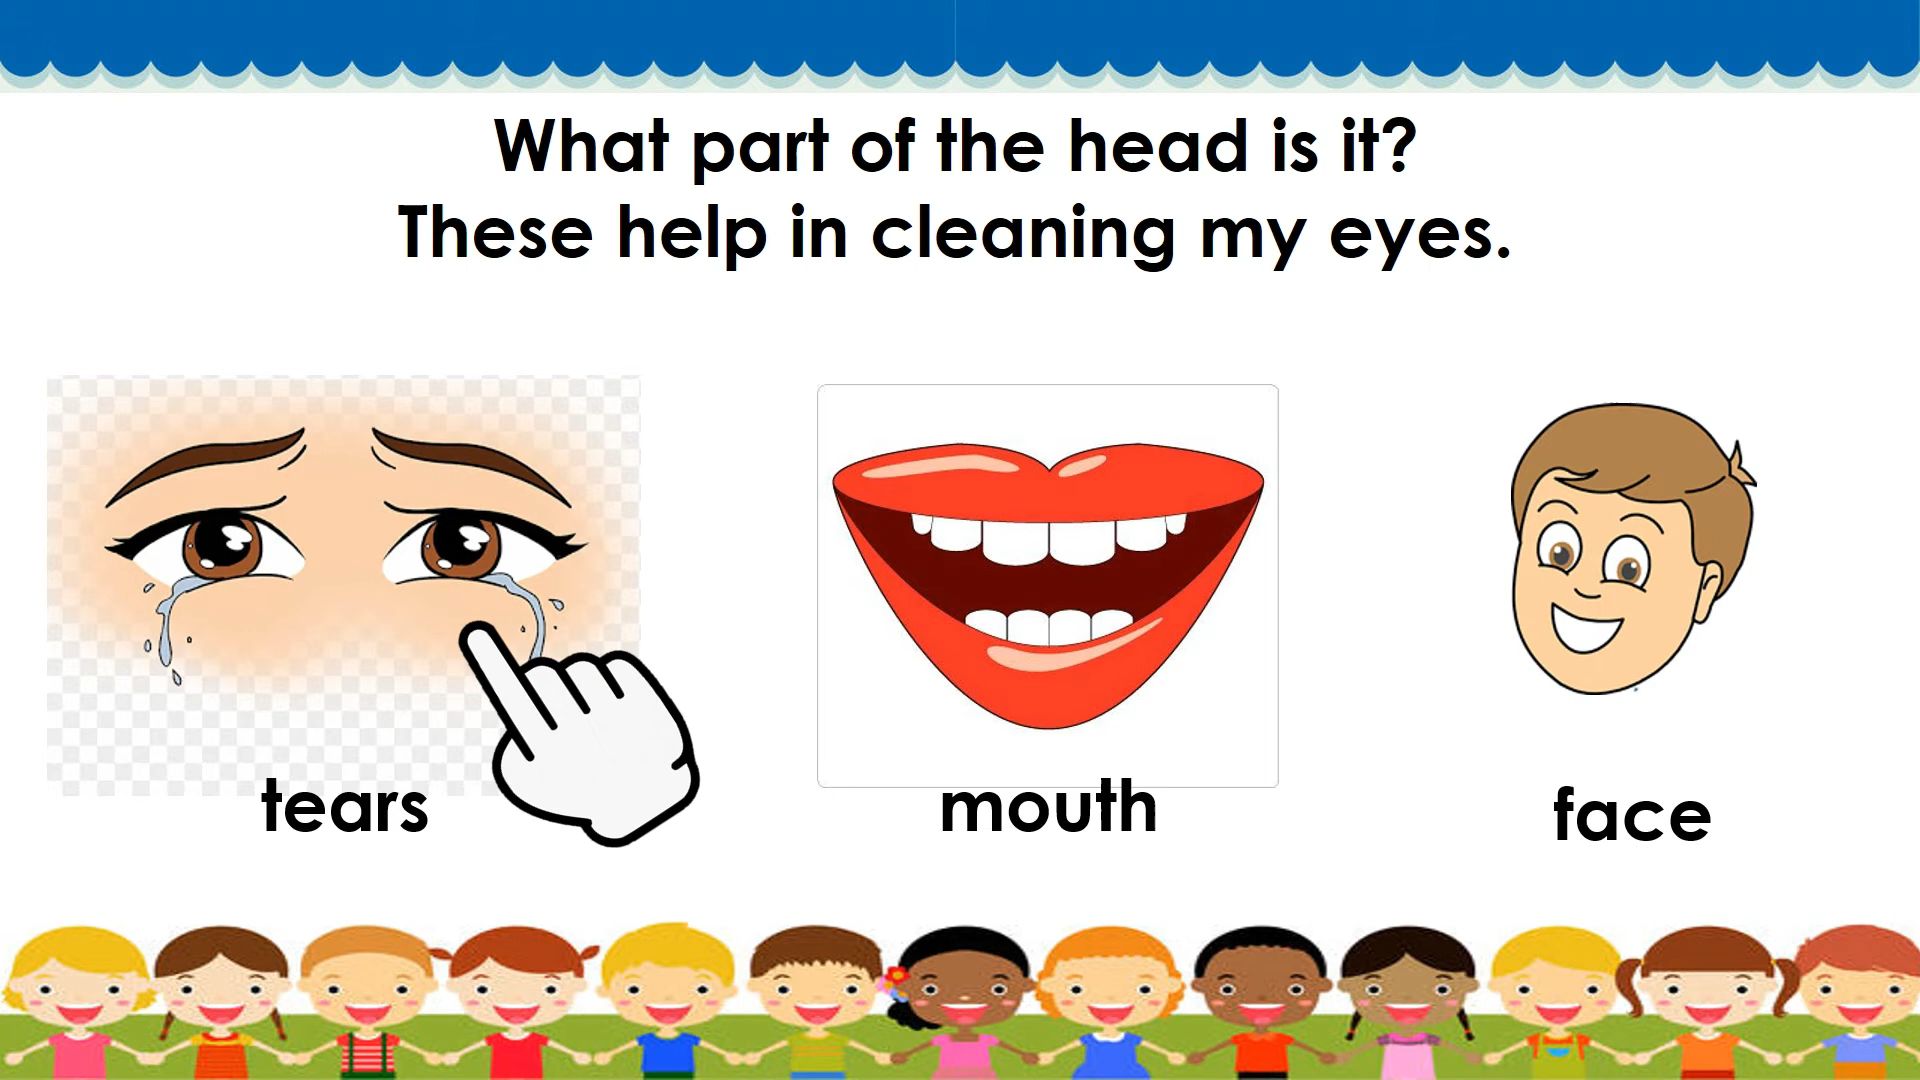 What part of the head is it?
These help in cleaning my eyes.
tears
mouth
face